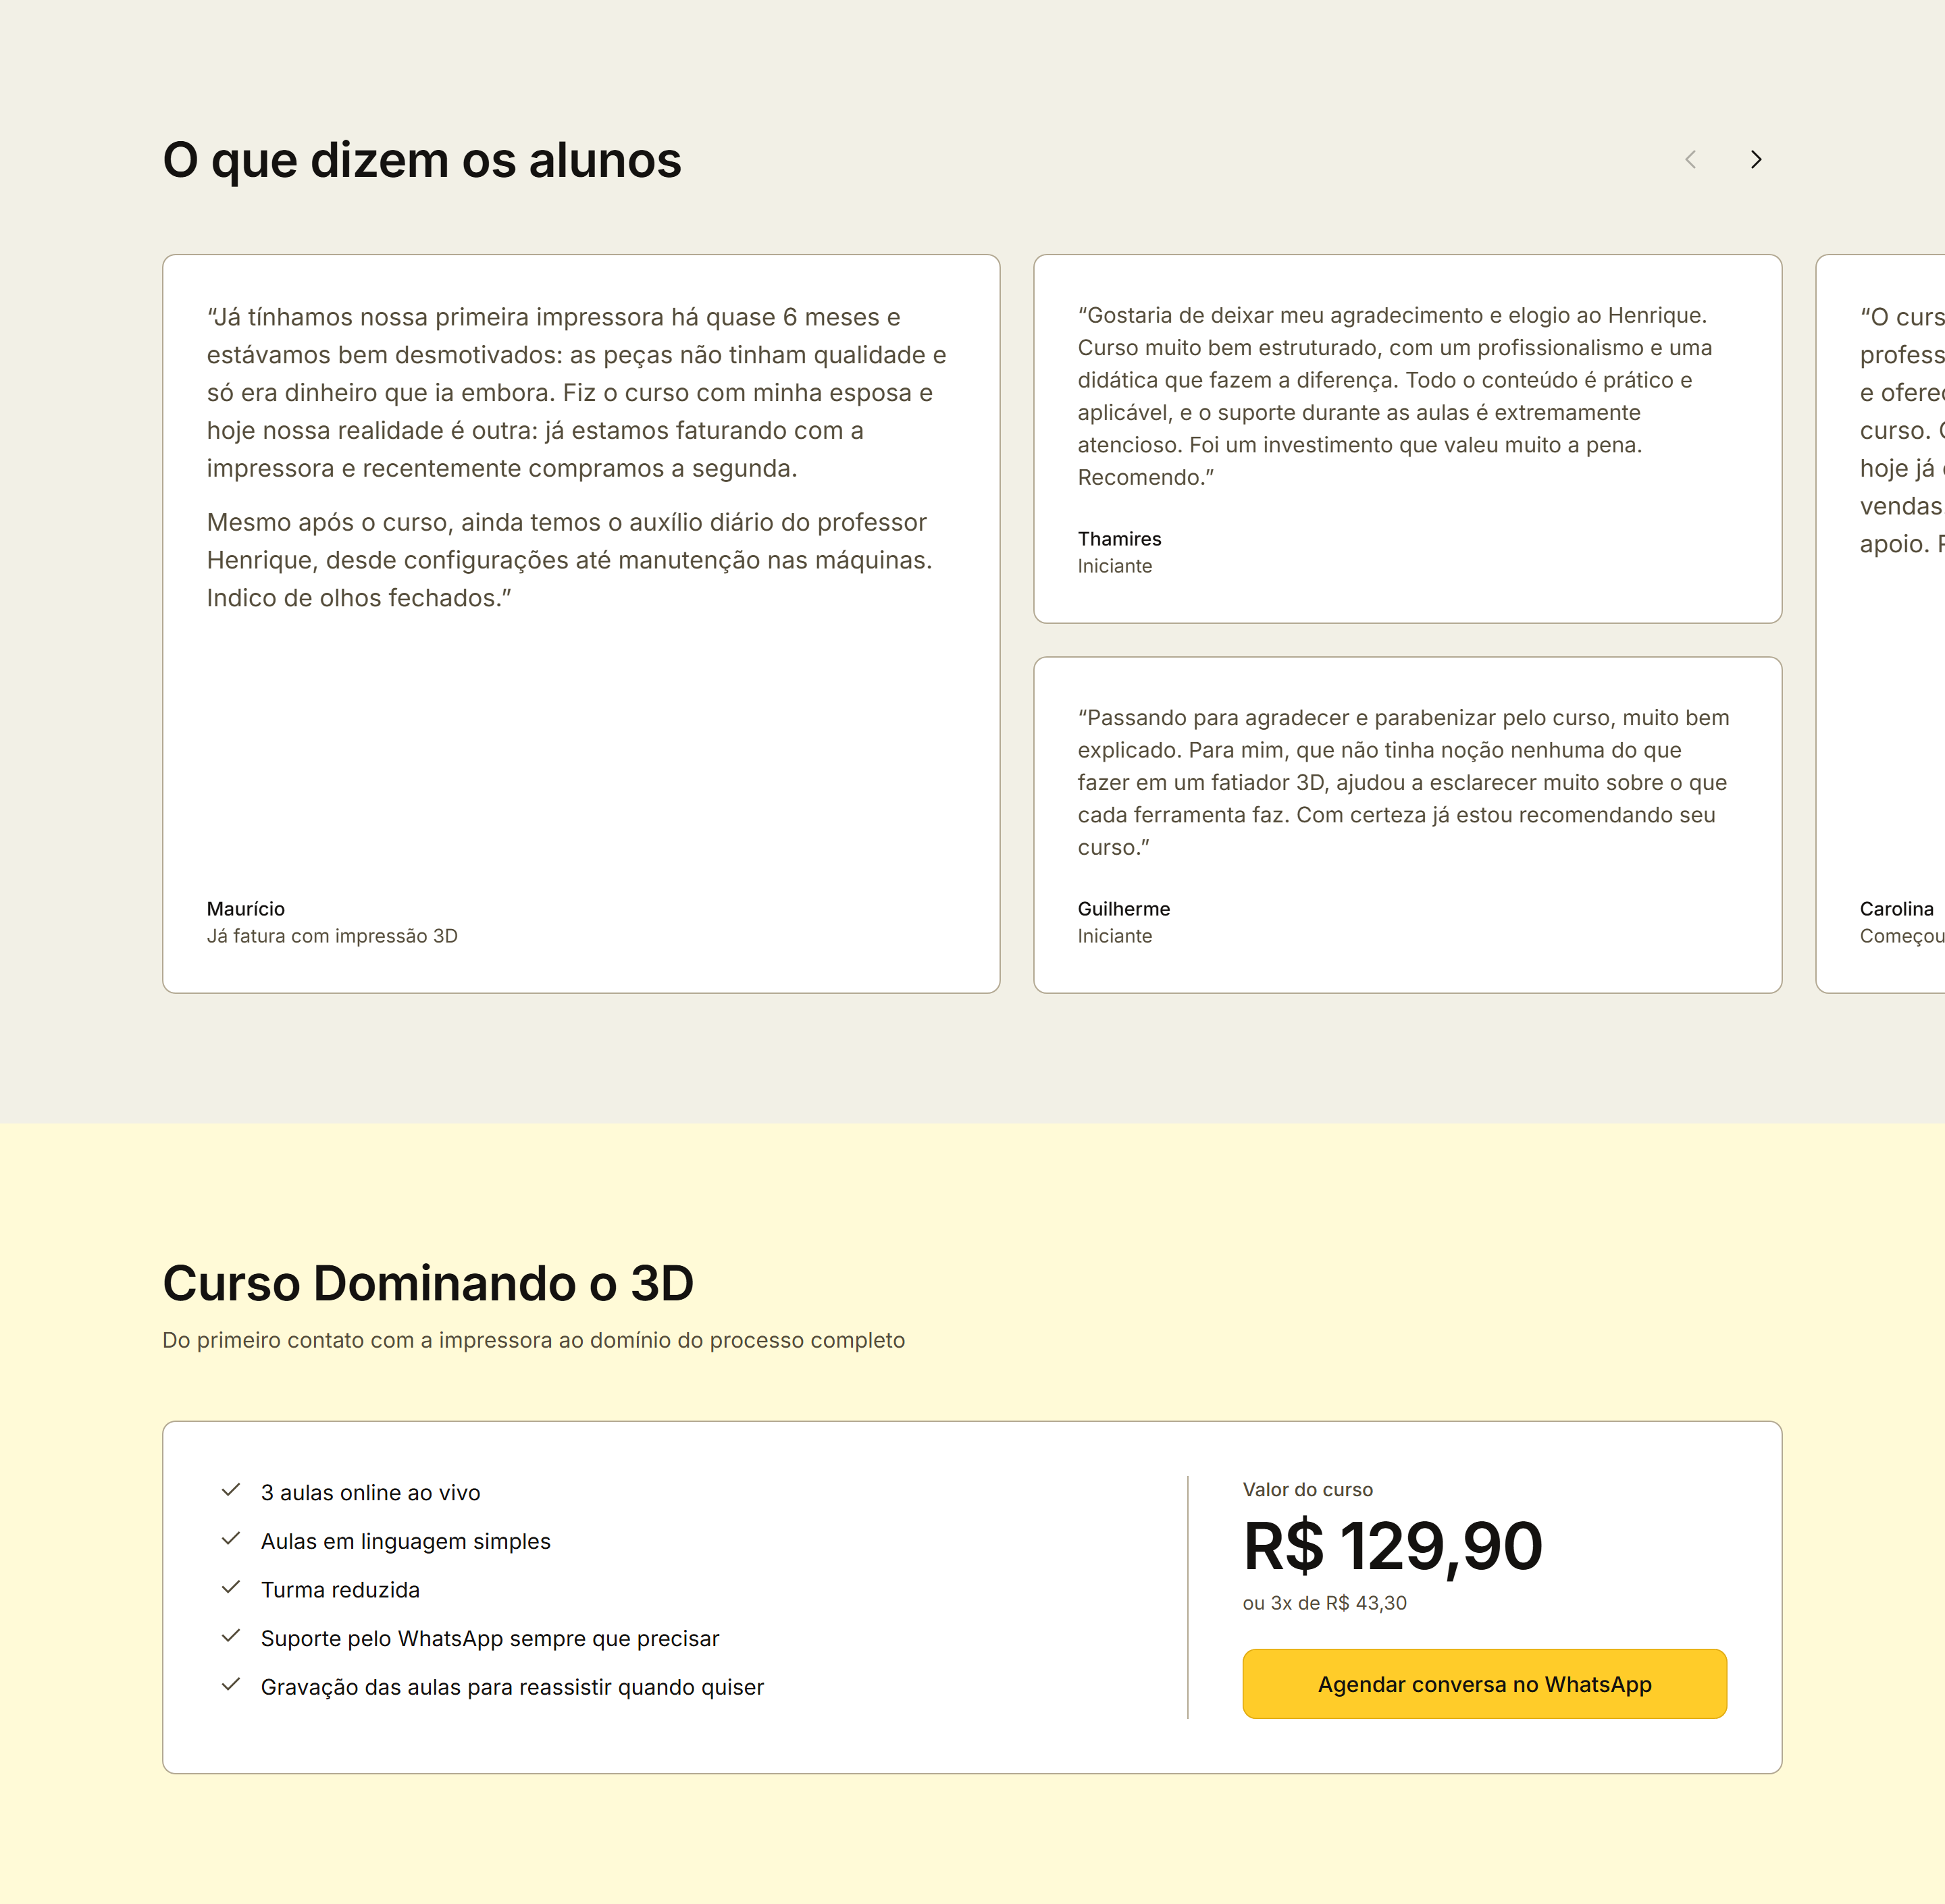 O que dizem os alunos
“Já tínhamos nossa primeira impressora há quase 6 meses e
estávamos bem desmotivados: as peças não tinham qualidade e
só era dinheiro que ia embora. Fiz o curso com minha esposa e
hoje nossa realidade é outra: já estamos faturando com a
impressora e recentemente compramos a segunda.
Mesmo após o curso, ainda temos o auxílio diário do professor
Henrique, desde configurações até manutenção nas máquinas.
Indico de olhos fechados.”
Maurício
Já fatura com impressão 3D
“Gostaria de deixar meu agradecimento e elogio ao Henrique.
Curso muito bem estruturado, com um profissionalismo e uma
didática que fazem a diferença. Todo o conteúdo é prático e
aplicável, e o suporte durante as aulas é extremamente
atencioso. Foi um investimento que valeu muito a pena.
Recomendo.”
Thamires
Iniciante
“Passando para agradecer e parabenizar pelo curso, muito bem
explicado. Para mim, que não tinha noção nenhuma do que
fazer em um fatiador 3D, ajudou a esclarecer muito sobre o que
cada ferramenta faz. Com certeza já estou recomendando seu
curso.”
Guilherme
Iniciante
“O curs
profess
e ofere
curso.
hoje já
vendas
apoio.
Carolina
Começou
Curso Dominando o 3D
Do primeiro contato com a impressora ao domínio do processo completo
3 aulas online ao vivo
Aulas em linguagem simples
Turma reduzida
Suporte pelo WhatsApp sempre que precisar
Gravação das aulas para reassistir quando quiser
Valor do curso
R$ 129,90
ou 3x de R$ 43,30
Agendar conversa no WhatsApp